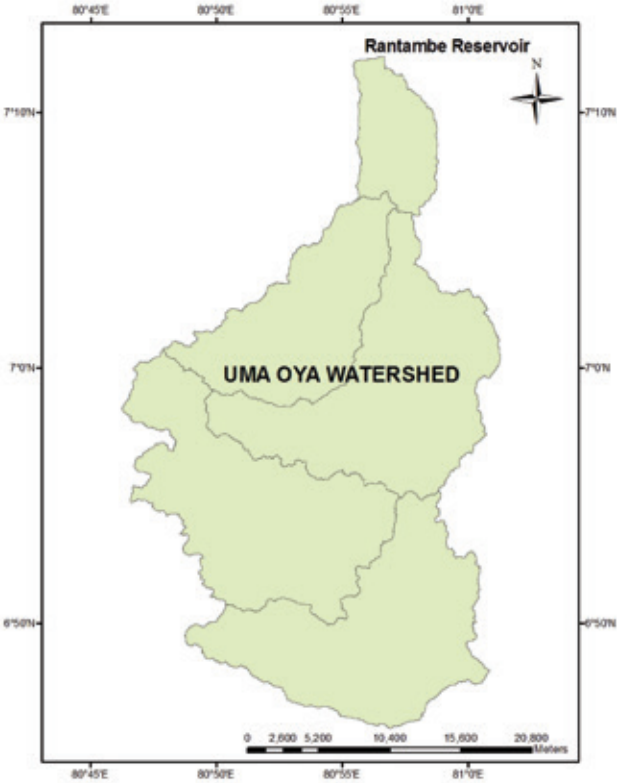 80°45'E 80°50'E 80°55'E 81°0'E
Rantambe Reservoir
N
7°10'N 7°10'N
7°0'N 7°0'N
UMA OYA WATERSHED
6°50'N 6°50'N
0 2,600 5,200 10,400 15,600 20,800
Meters
80°45'E 80°50'E 80°55'E 81°0'E